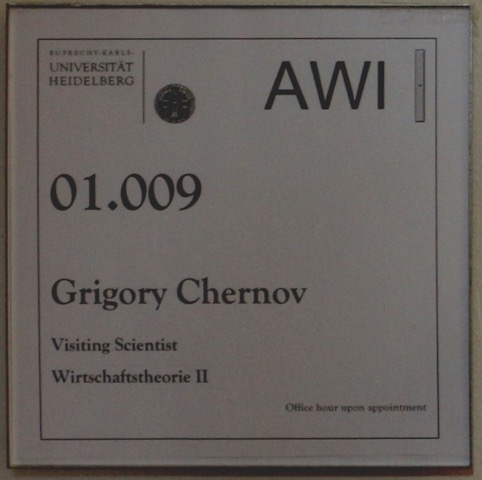 RUPRECHT-KARLS-
UNIVERSITÄT
HEIDELBERG
AWI
01.009
Grigory Chernov
Visiting Scientist
Wirtschaftstheorie II
Office hour upon appointment